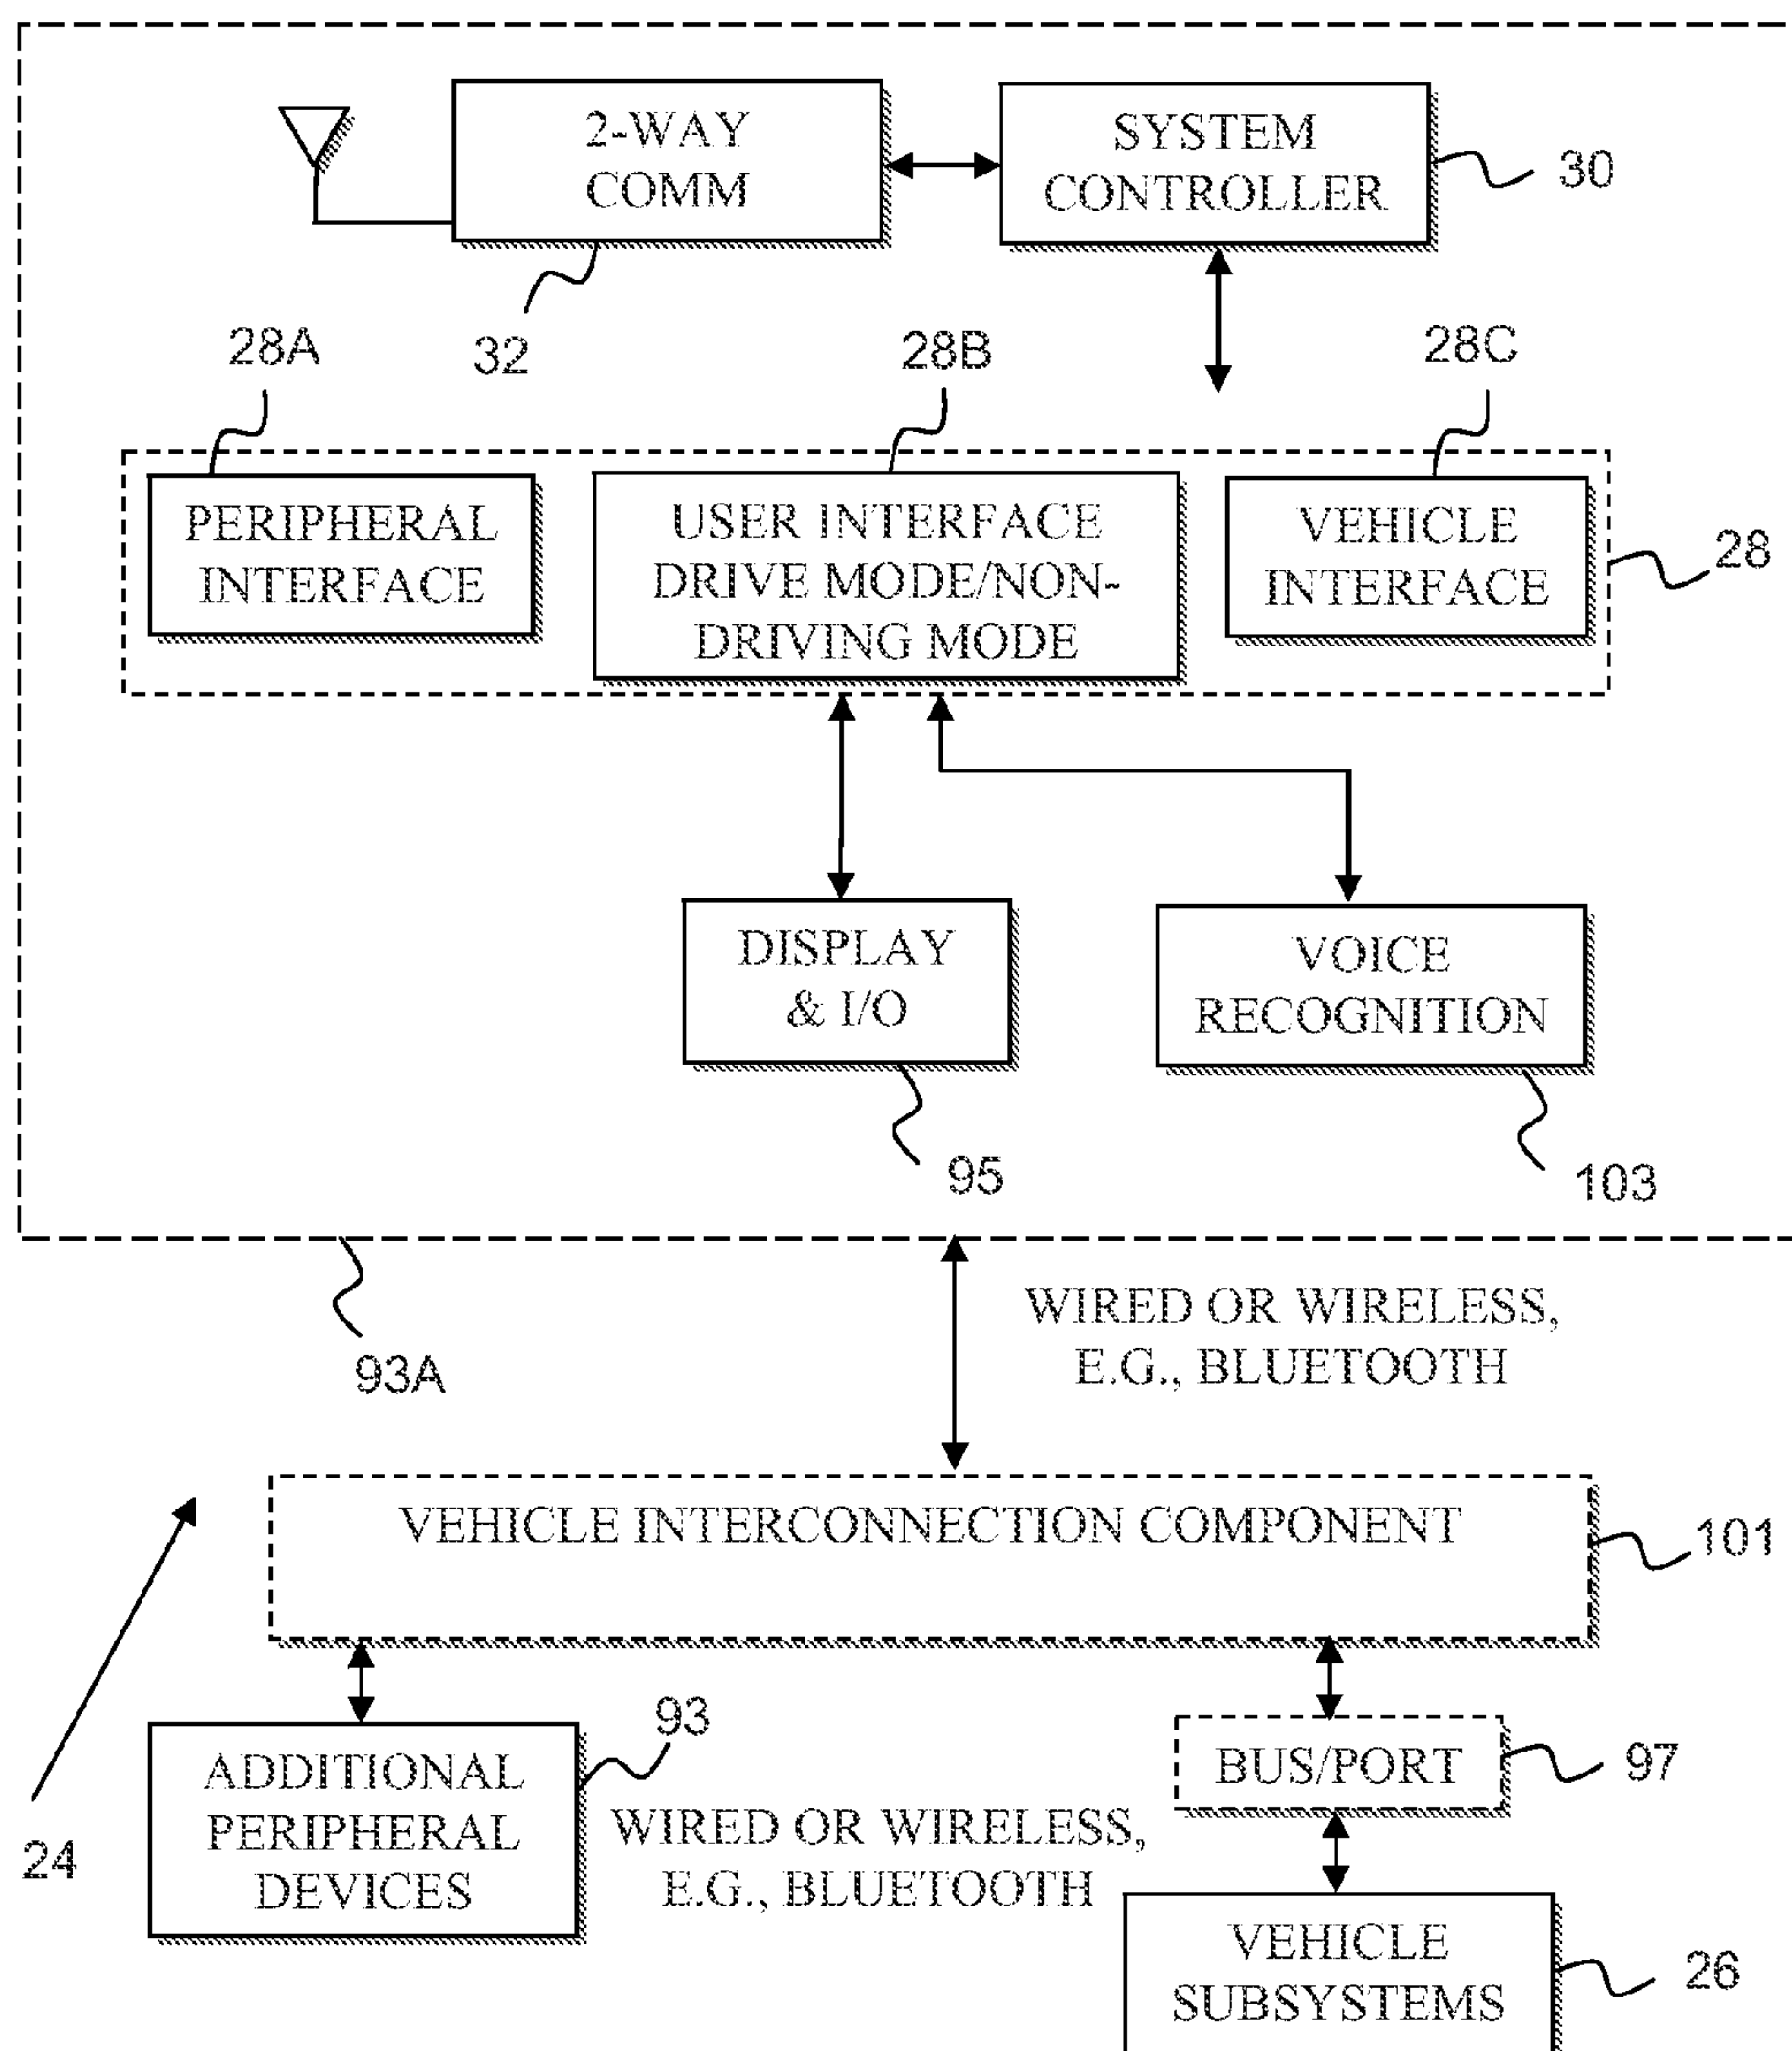 2-WAY
COMM
SYSTEM
CONTROLLER
30
32
28A
28B
28C
PERIPHERAL
INTERFACE
USER INTERFACE
DRIVE MODE/NON-
DRIVING MODE
VEHICLE
INTERFACE
28
DISPLAY
& I/O
VOICE
RECOGNITION
95
103
93A
WIRED OR WIRELESS,
E.G., BLUETOOTH
VEHICLE INTERCONNECTION COMPONENT
101
24
ADDITIONAL
PERIPHERAL
DEVICES
93
WIRED OR WIRELESS,
E.G., BLUETOOTH
BUS/PORT
97
VEHICLE
SUBSYSTEMS
26